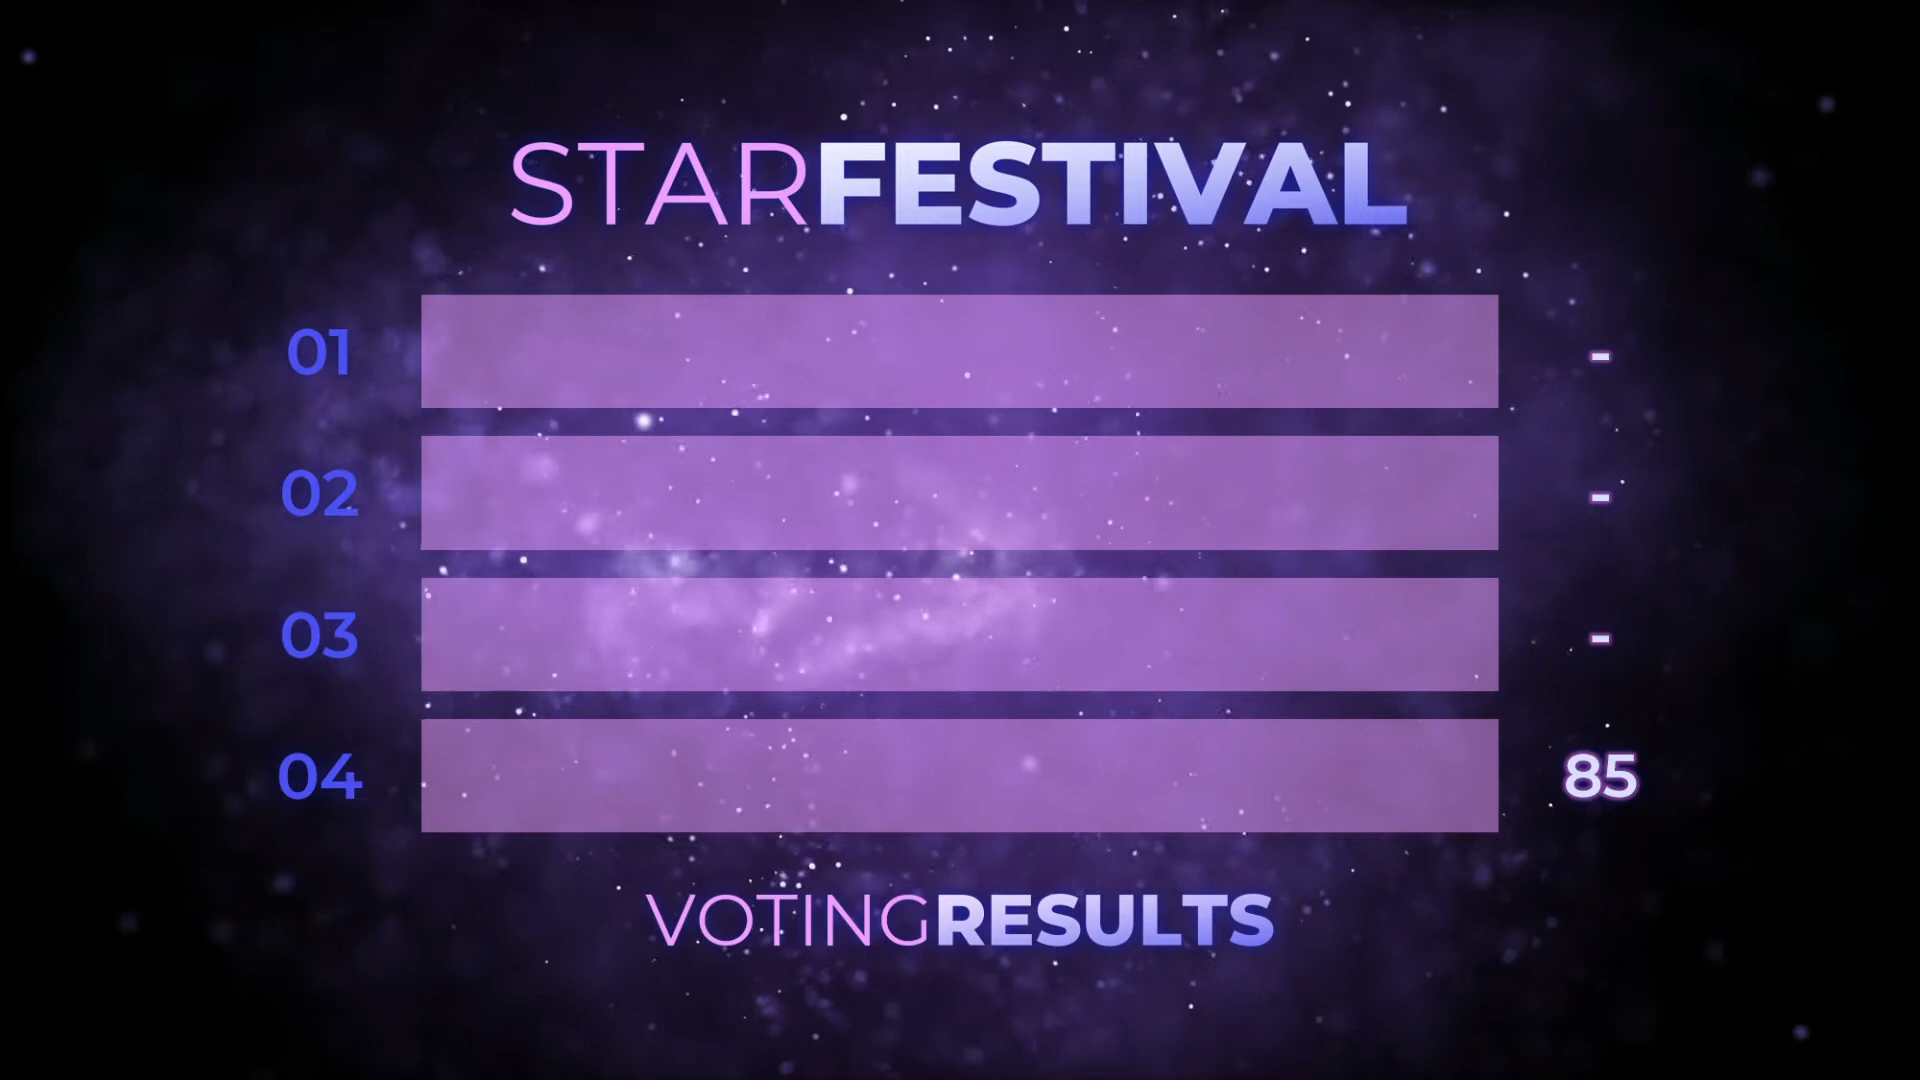 STARFESTIVAL
01 -
02 -
03 -
04 85
VOTINGRESULTS